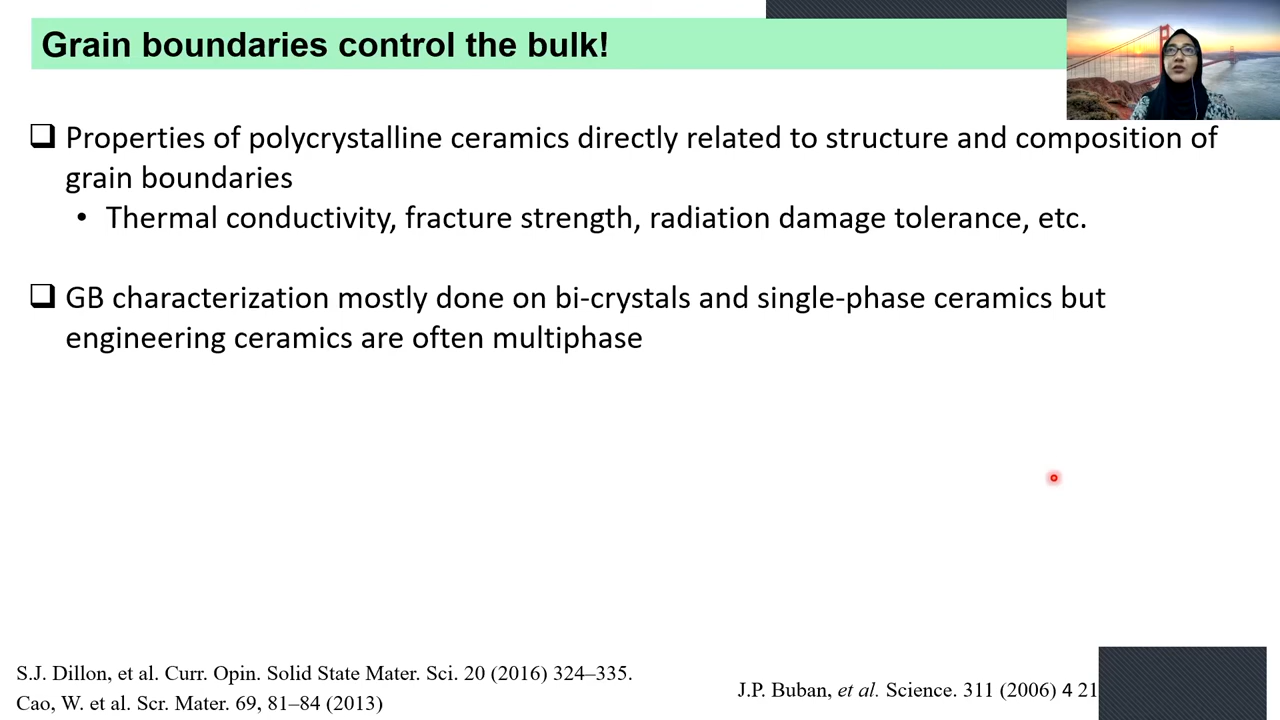 Grain boundaries control the bulk!
❑ Properties of polycrystalline ceramics directly related to structure and composition of
grain boundaries
• Thermal conductivity, fracture strength, radiation damage tolerance, etc.
❑ GB characterization mostly done on bi-crystals and single-phase ceramics but
engineering ceramics are often multiphase
S.J. Dillon, et al. Curr. Opin. Solid State Mater. Sci. 20 (2016) 324–335.
Cao, W. et al. Scr. Mater. 69, 81–84 (2013)
J.P. Buban, et al. Science. 311 (2006) 4 21